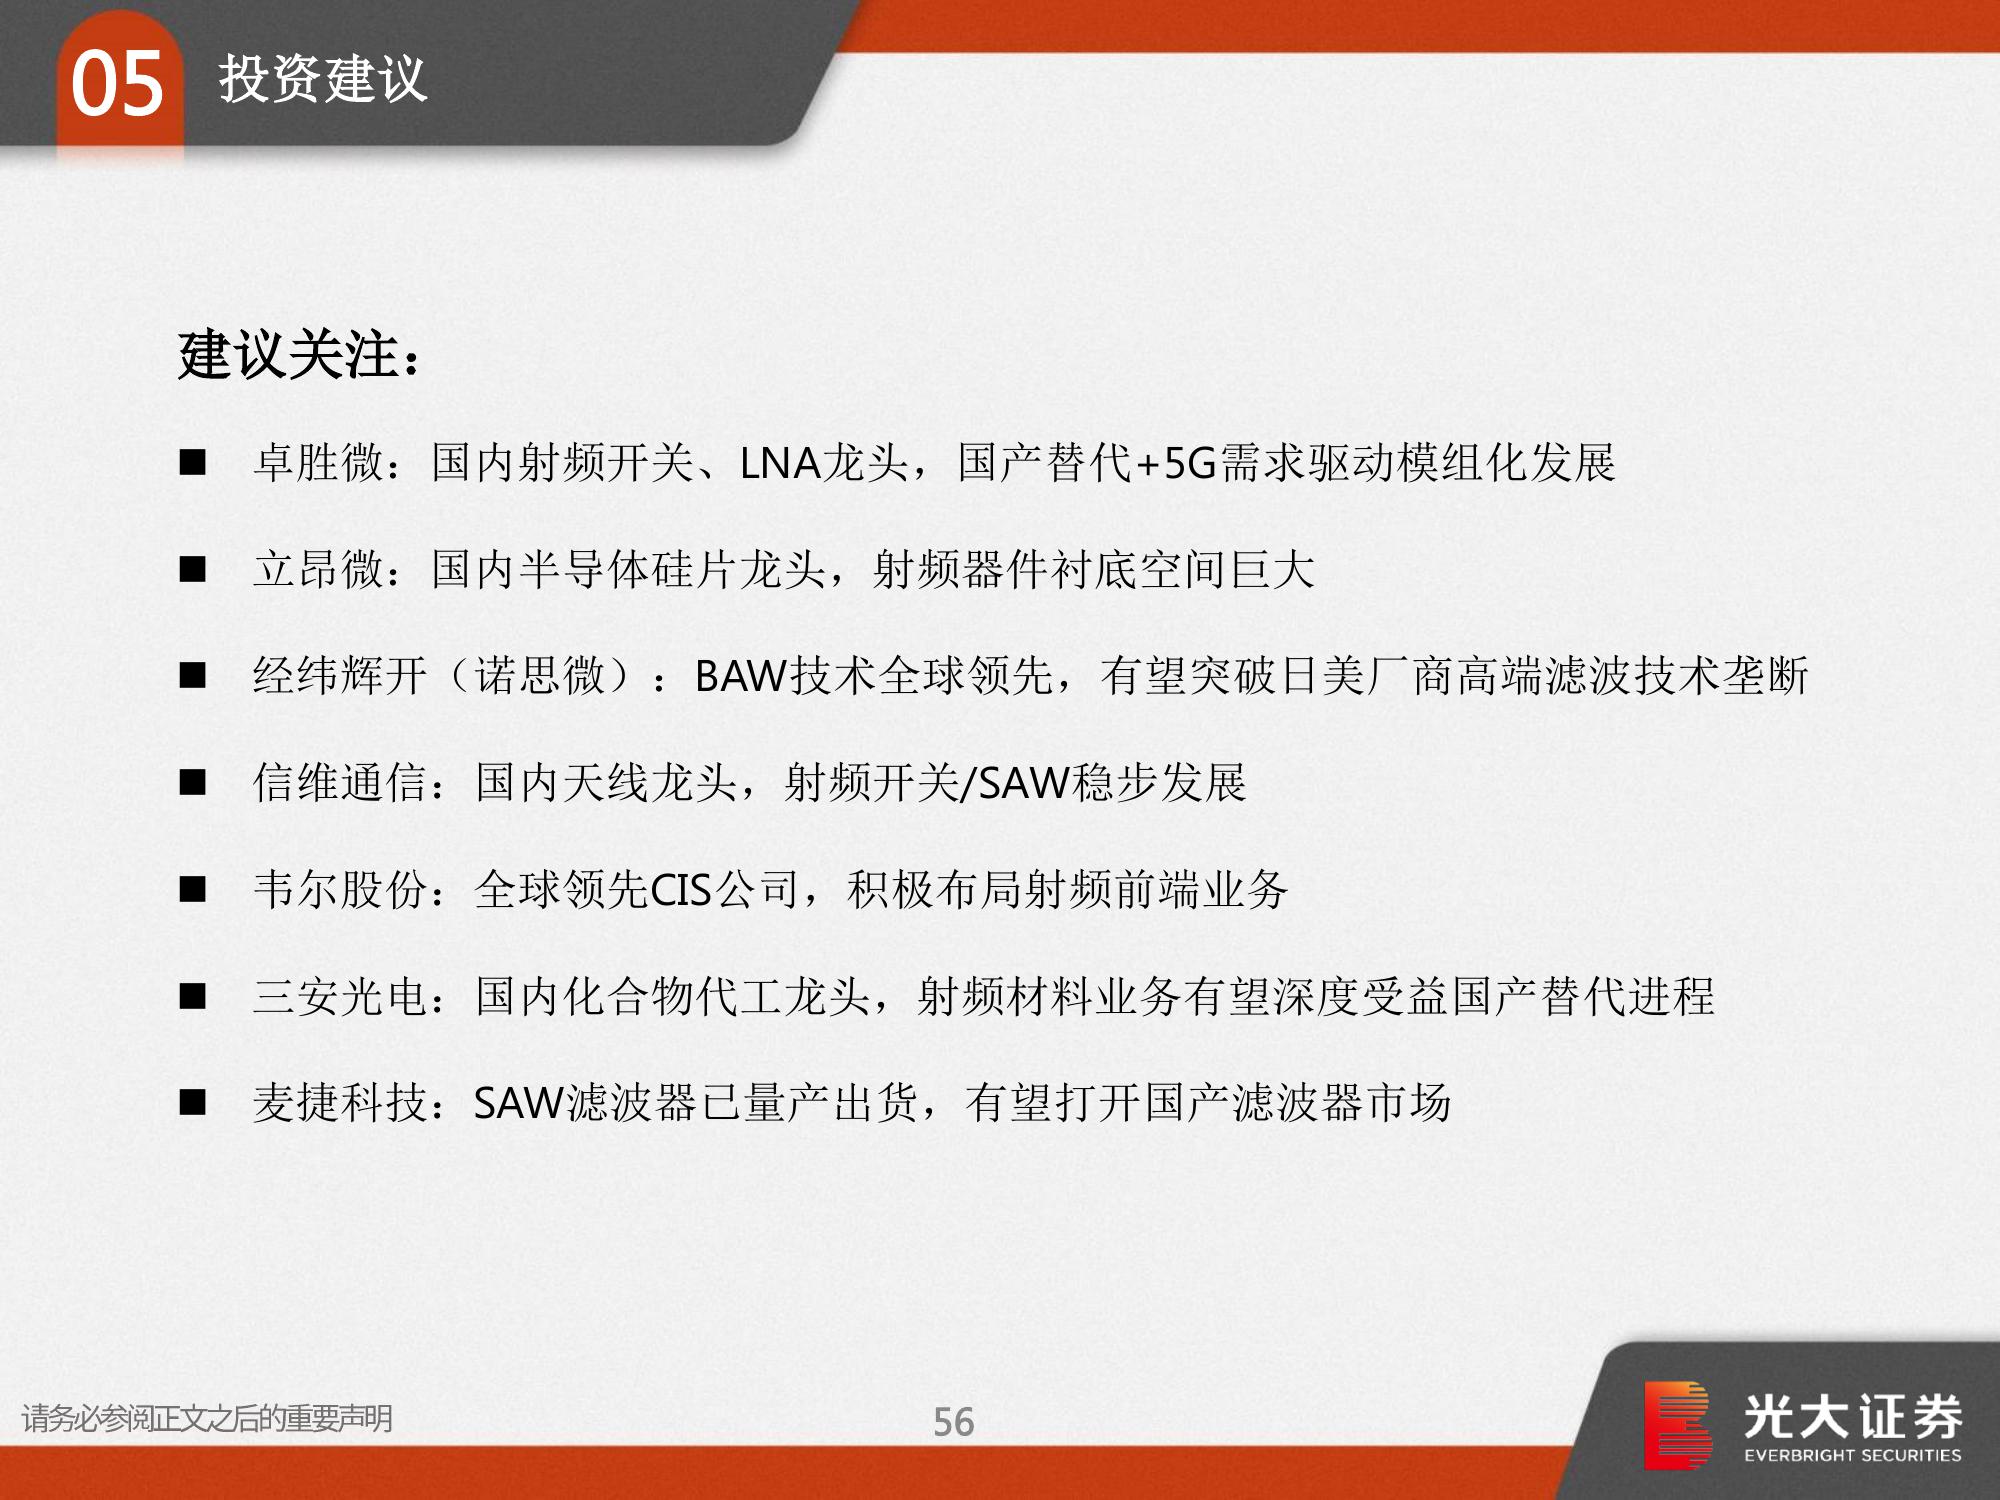 05
投资建议
建议关注：
■ 卓胜微：国内射频开关、LNA龙头，国产替代+5G需求驱动模组化发展
■ 立昂微：国内半导体硅片龙头，射频器件衬底空间巨大
■ 经纬辉开（诺思微）：BAW技术全球领先，有望突破日美厂商高端滤波技术垄断
■ 信维通信：国内天线龙头，射频开关/SAW稳步发展
■ 韦尔股份：全球领先CIS公司，积极布局射频前端业务
■ 三安光电：国内化合物代工龙头，射频材料业务有望深度受益国产替代进程
■ 麦捷科技：SAW滤波器已量产出货，有望打开国产滤波器市场
请务必参阅正文之后的重要声明
56
光大证券
EVERBRIGHT SECURITIES